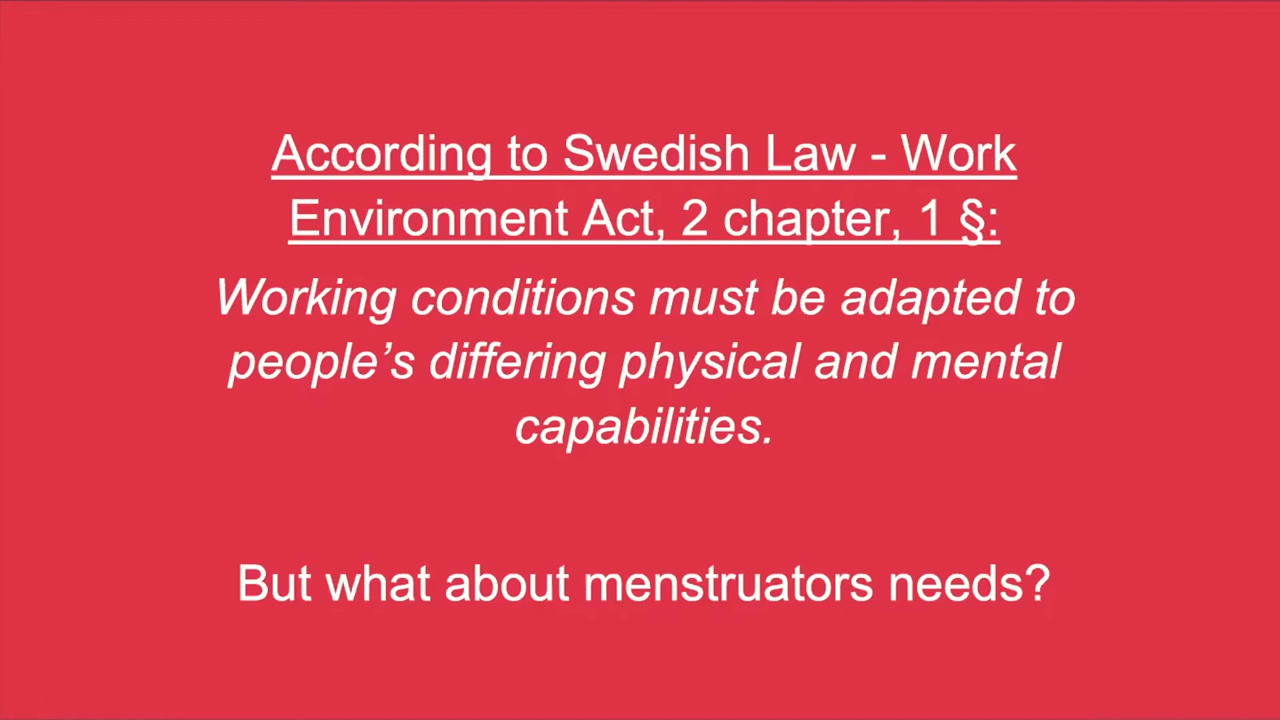 According to Swedish Law - Work
Environment Act, 2 chapter, 1 §:
Working conditions must be adapted to
people’s differing physical and mental
capabilities.
But what about menstruators needs?